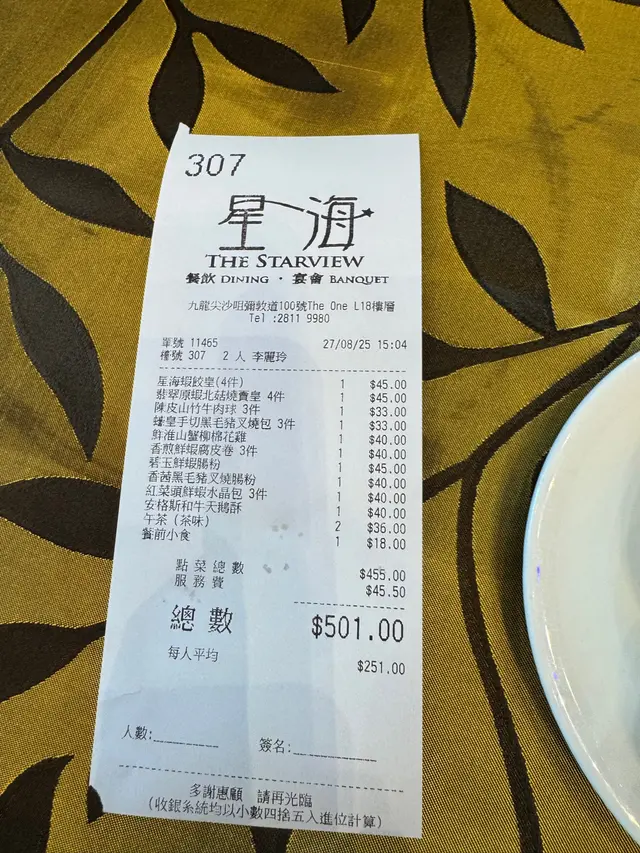 307
星海
THE STARVIEW
餐飲 DINING · 宴會 BANQUET
九龍尖沙咀彌敦道100號The One L18樓層
Tel :2811 9980
單號 11465 27/08/25 15:04
檯號 307 2 人 李麗玲
星海蝦餃皇(4件) 1 $45.00
翡翠原蝦北菇燒賣皇 4件 1 $45.00
陳皮山竹牛肉球 3件 1 $33.00
蠔皇手切黑毛豬叉燒包 3件 1 $33.00
鮮淮山蟹柳棉花雞 1 $40.00
香煎鮮蝦腐皮卷 3件 1 $40.00
碧玉鮮蝦腸粉 1 $45.00
香茜黑毛豬叉燒腸粉 1 $40.00
紅菜頭鮮蝦水晶包 3件 1 $40.00
安格斯和牛天鵝酥 1 $40.00
午茶 (茶味) 2 $36.00
餐前小食 1 $18.00
點菜總數 $455.00
服務費 $45.50
總數 $501.00
每人平均 $251.00
人數:________ 簽名:__________
多謝惠顧 請再光臨
(收銀系統均以小數四捨五入進位計算)